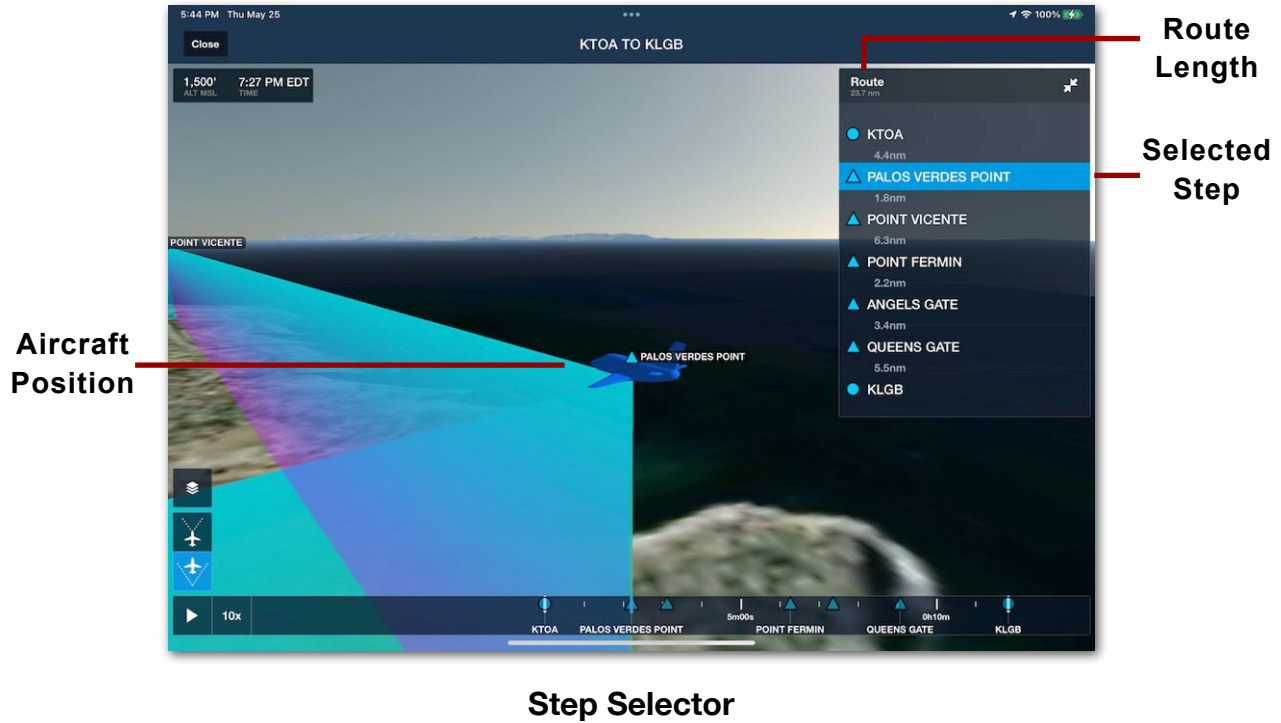 5:44 PM Thu May 25
100%
Close
KTOA TO KLGB
Route
Length
1,500' 7:27 PM EDT
ALT MSL TIME
Route
23.7 nm
KTOA
4.4nm
Selected
Step
PALOS VERDES POINT
1.8nm
POINT VICENTE
6.3nm
POINT VICENTE
POINT FERMIN
2.2nm
ANGELS GATE
3.4nm
Aircraft
Position
PALOS VERDES POINT
QUEENS GATE
5.5nm
KLGB
10x
5m00s
0h10m
KTOA PALOS VERDES POINT POINT FERMIN QUEENS GATE KLGB
Step Selector